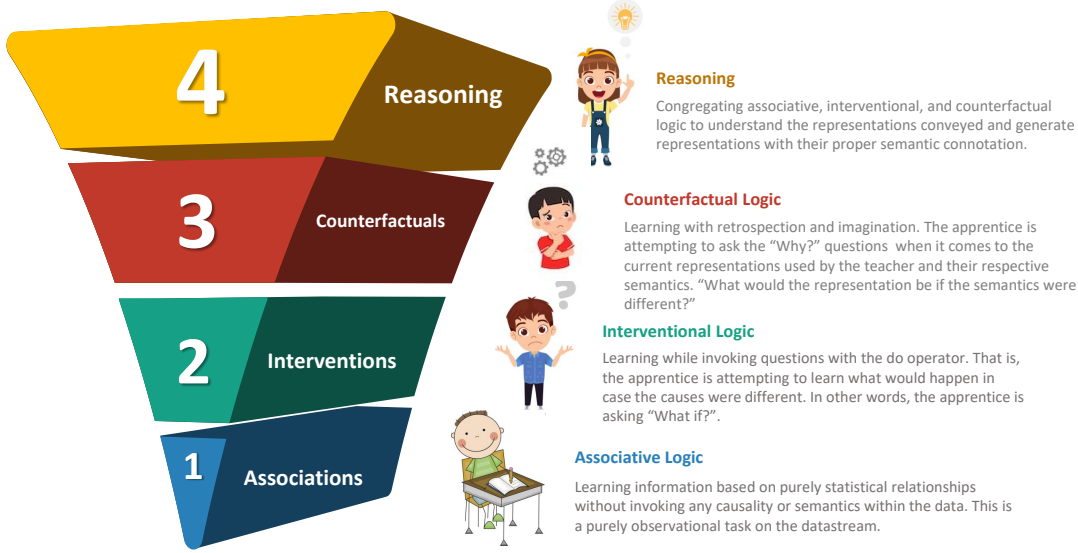 4
Reasoning
Reasoning
Congregating associative, interventional, and counterfactual
logic to understand the representations conveyed and generate
representations with their proper semantic connotation.
3
Counterfactuals
Counterfactual Logic
Learning with retrospection and imagination. The apprentice is
attempting to ask the “Why?” questions when it comes to the
current representations used by the teacher and their respective
semantics. “What would the representation be if the semantics were
different?”
?
2
Interventions
Interventional Logic
Learning while invoking questions with the do operator. That is,
the apprentice is attempting to learn what would happen in
case the causes were different. In other words, the apprentice is
asking “What if?”.
1
Associations
Associative Logic
Learning information based on purely statistical relationships
without invoking any causality or semantics within the data. This is
a purely observational task on the datastream.